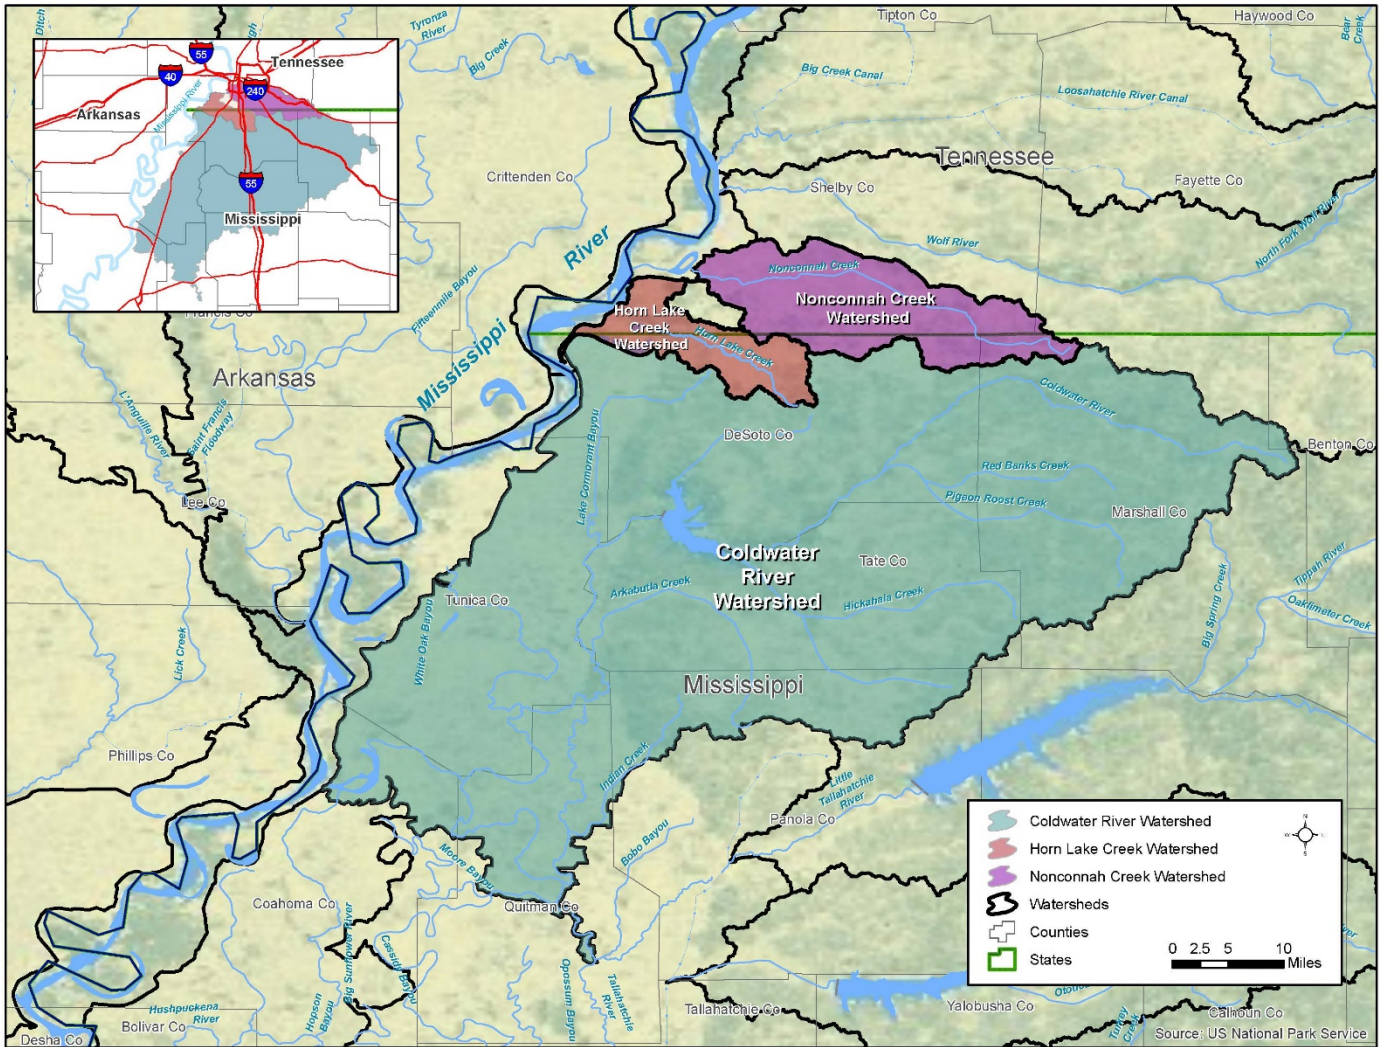 Ditch
Tyronza
River
Big Creek
Tipton Co
Haywood Co
Bear
Creek
55
Tennessee
40
240
Arkansas
Mississippi River
55
Mississippi
Big Creek Canal
Loosahatchie River Canal
Tennessee
Crittenden Co
Shelby Co
Fayette Co
North Fork Wolf River
Wolf River
Mississippi
River
Fifteenmile Bayou
Nonconnah Creek
Nonconnah Creek
Watershed
Horn Lake
Creek
Watershed
Horn Lake Creek
Francis Co
Arkansas
L'Anguille River
Saint Francis
Floodway
Lee Co
Coldwater River
DeSoto Co
Benton Co
Lake Cormorant Bayou
Red Banks Creek
Pigeon Roost Creek
Marshall Co
Coldwater
River
Watershed
Tate Co
Arkabutla Creek
Hickahala Creek
Tunica Co
White Oak Bayou
Big Spring Creek
Tippah River
Oaklimeter Creek
Lick Creek
Mississippi
Phillips Co
Indian Creek
Little
Tallahatchie
River
Panola Co
Bobo Bayou
Moore Bayou
Coahoma Co
Quitman Co
Big Sunflower River
Cassidy Bayou
Hopson
Bayou
Opossum Bayou
Tallahatchie
River
Hushpuckena
River
Bolivar Co
Desha Co
Tallahatchie Co
Yalobusha Co
Calhoun Co
Turkey
Creek
Coldwater River Watershed
Horn Lake Creek Watershed
Nonconnah Creek Watershed
Watersheds
Counties
States
N
S
0 2.5 5 10
Miles
Source: US National Park Service